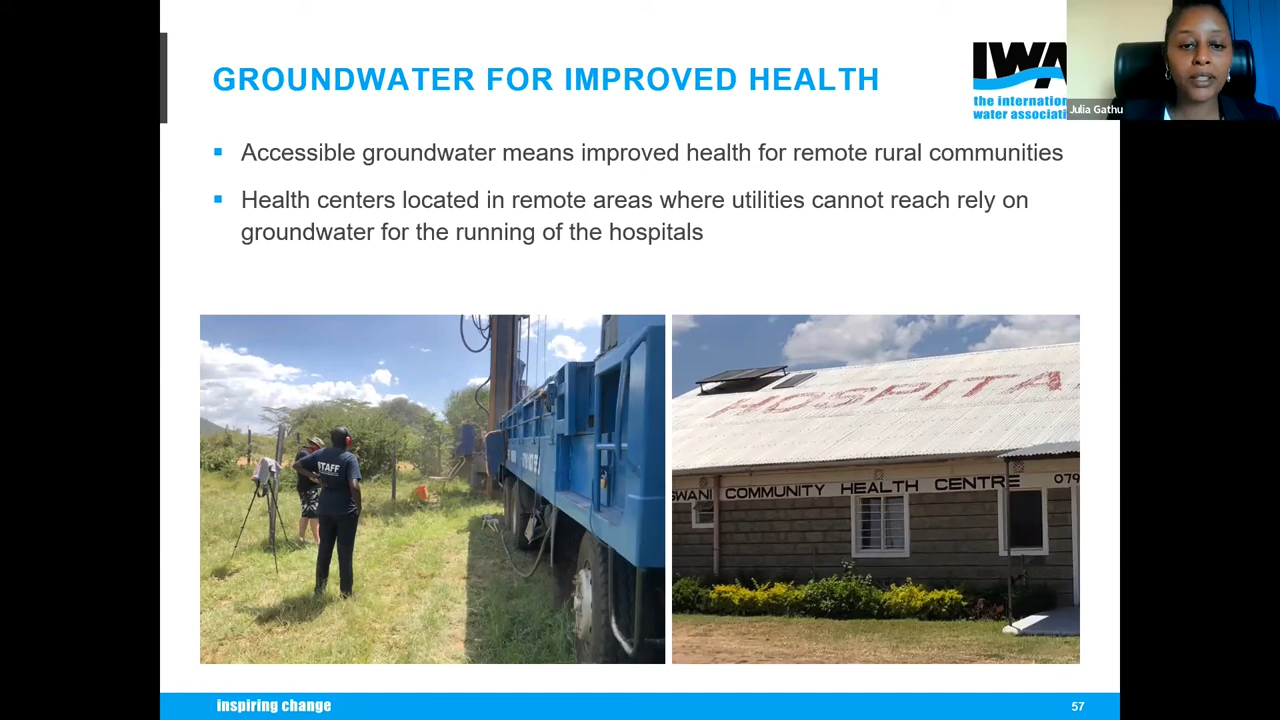 GROUNDWATER FOR IMPROVED HEALTH
IWA
the internation
water associati
Julia Gathu
Accessible groundwater means improved health for remote rural communities
Health centers located in remote areas where utilities cannot reach rely on
groundwater for the running of the hospitals
STAFF
HOSPITA
SWANI COMMUNITY HEALTH CENTRE 079
inspiring change
57